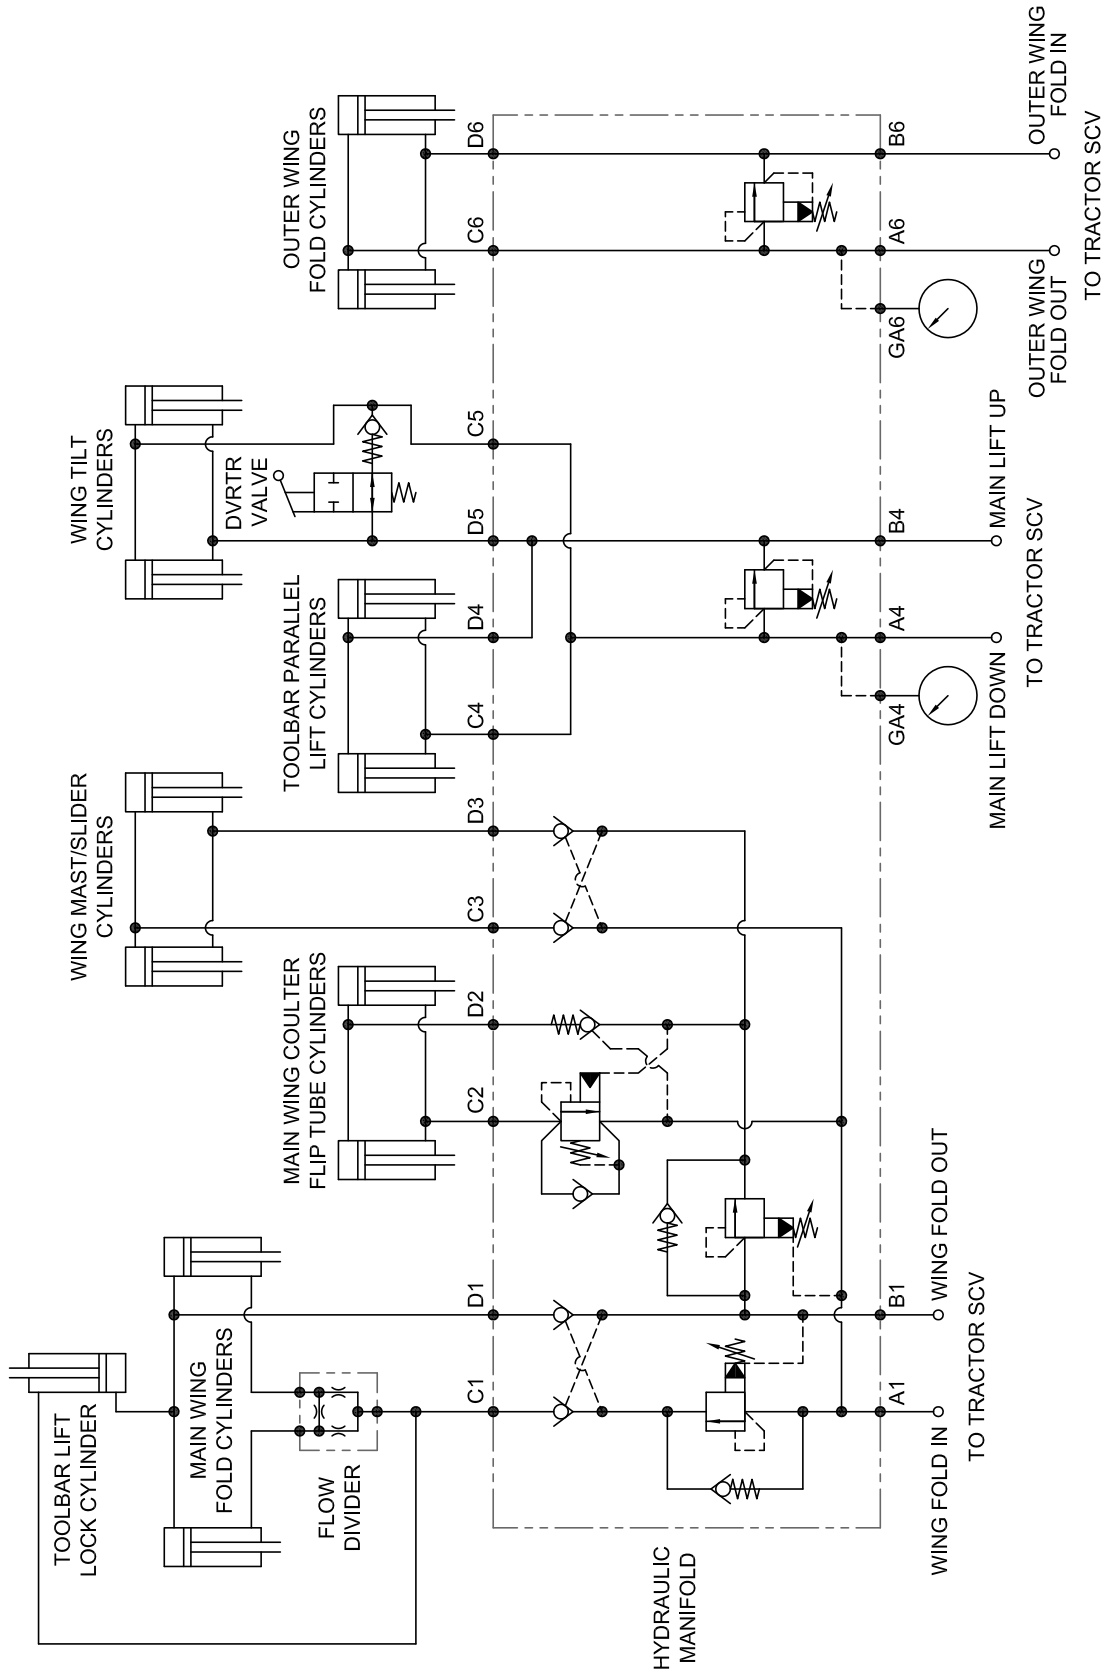 TOOLBAR LIFT
LOCK CYLINDER
MAIN WING
FOLD CYLINDERS
FLOW
DIVIDER
MAIN WING COULTER
FLIP TUBE CYLINDERS
WING MAST/SLIDER
CYLINDERS
TOOLBAR PARALLEL
LIFT CYLINDERS
WING TILT
CYLINDERS
DVRTR
VALVE
OUTER WING
FOLD CYLINDERS
C1
D1
C2
D2
C3
D3
C4
D4
D5
C5
C6
D6
HYDRAULIC
MANIFOLD
A1
B1
GA4
A4
B4
GA6
A6
B6
WING FOLD IN
WING FOLD OUT
TO TRACTOR SCV
MAIN LIFT DOWN
MAIN LIFT UP
TO TRACTOR SCV
OUTER WING
FOLD OUT
OUTER WING
FOLD IN
TO TRACTOR SCV